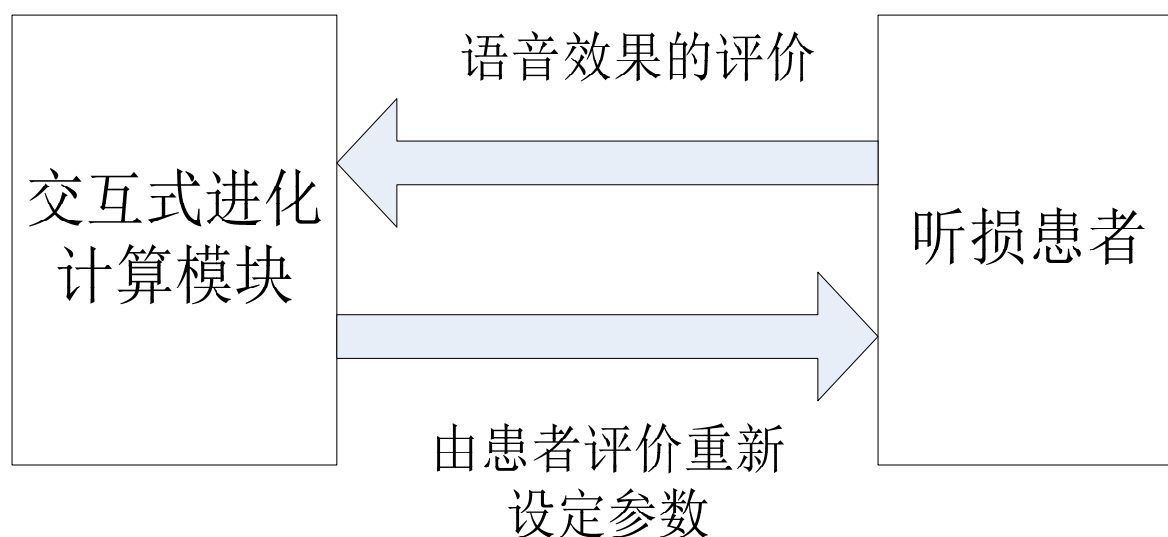 语音效果的评价
交互式进化
计算模块
听损患者
由患者评价重新
设定参数